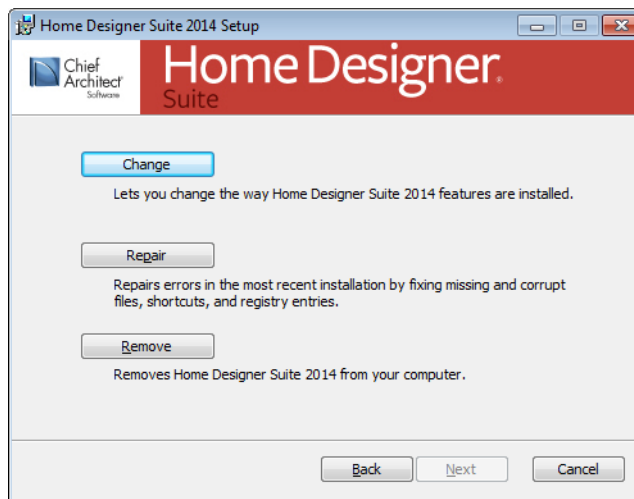 Home Designer Suite 2014 Setup
Chief
Architect®
Software
Home Designer®
Suite
Change
Lets you change the way Home Designer Suite 2014 features are installed.
Repair
Repairs errors in the most recent installation by fixing missing and corrupt
files, shortcuts, and registry entries.
Remove
Removes Home Designer Suite 2014 from your computer.
Back
Next
Cancel